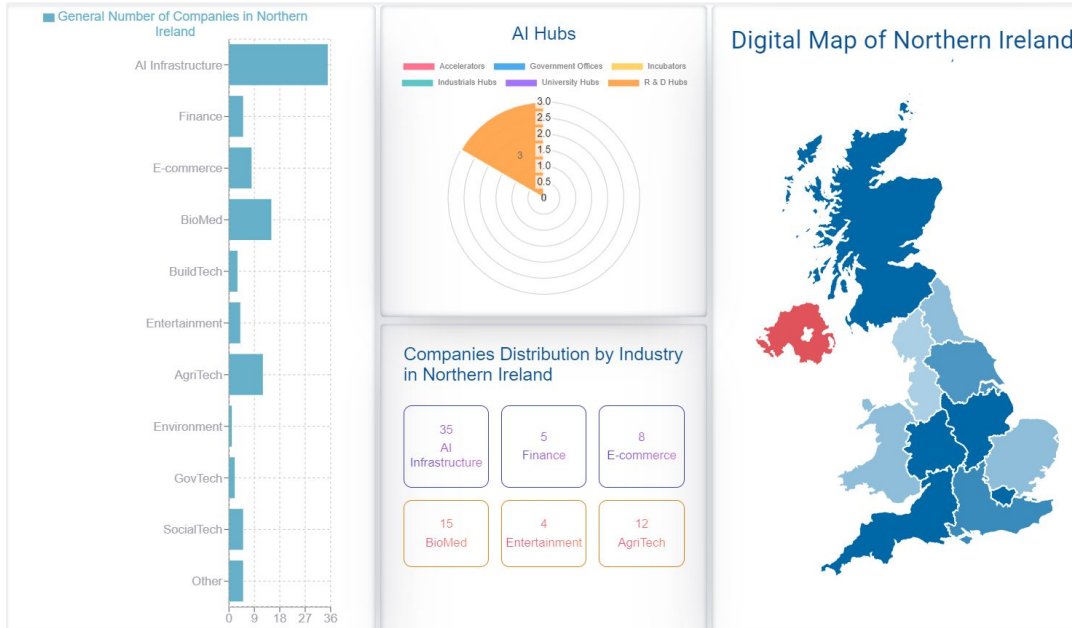 General Number of Companies in Northern
Ireland
AI Infrastructure
Finance
E-commerce
BioMed
BuildTech
Entertainment
AgriTech
Environment
GovTech
SocialTech
Other
0 9 18 27 36
AI Hubs
Accelerators Government Offices Incubators
Industrials Hubs University Hubs R & D Hubs
3.0
2.5
2.0
1.5
1.0
0.5
0
3
Companies Distribution by Industry
in Northern Ireland
35
AI
Infrastructure
5
Finance
8
E-commerce
15
BioMed
4
Entertainment
12
AgriTech
Digital Map of Northern Ireland